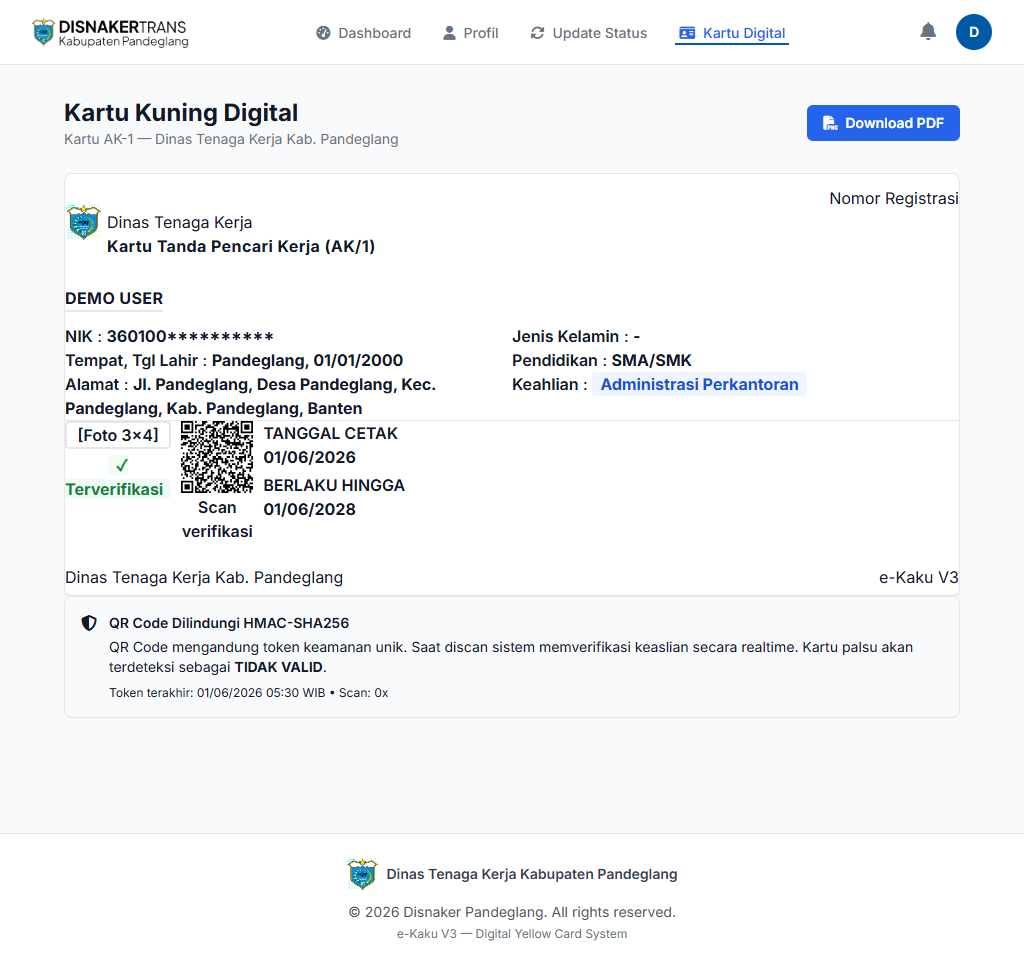 DISNAKERTRANS
Kabupaten Pandeglang
Dashboard
Profil
Update Status
Kartu Digital
D
Kartu Kuning Digital
Kartu AK-1 — Dinas Tenaga Kerja Kab. Pandeglang
Download PDF
Nomor Registrasi
Dinas Tenaga Kerja
Kartu Tanda Pencari Kerja (AK/1)
DEMO USER
NIK : 360100**********
Tempat, Tgl Lahir : Pandeglang, 01/01/2000
Alamat : Jl. Pandeglang, Desa Pandeglang, Kec.
Pandeglang, Kab. Pandeglang, Banten
Jenis Kelamin : -
Pendidikan : SMA/SMK
Keahlian : Administrasi Perkantoran
[Foto 3×4]
✓
Terverifikasi
Scan
verifikasi
TANGGAL CETAK
01/06/2026
BERLAKU HINGGA
01/06/2028
Dinas Tenaga Kerja Kab. Pandeglang
e-Kaku V3
QR Code Dilindungi HMAC-SHA256
QR Code mengandung token keamanan unik. Saat discan sistem memverifikasi keaslian secara realtime. Kartu palsu akan
terdeteksi sebagai TIDAK VALID.
Token terakhir: 01/06/2026 05:30 WIB • Scan: 0x
Dinas Tenaga Kerja Kabupaten Pandeglang
© 2026 Disnaker Pandeglang. All rights reserved.
e-Kaku V3 — Digital Yellow Card System